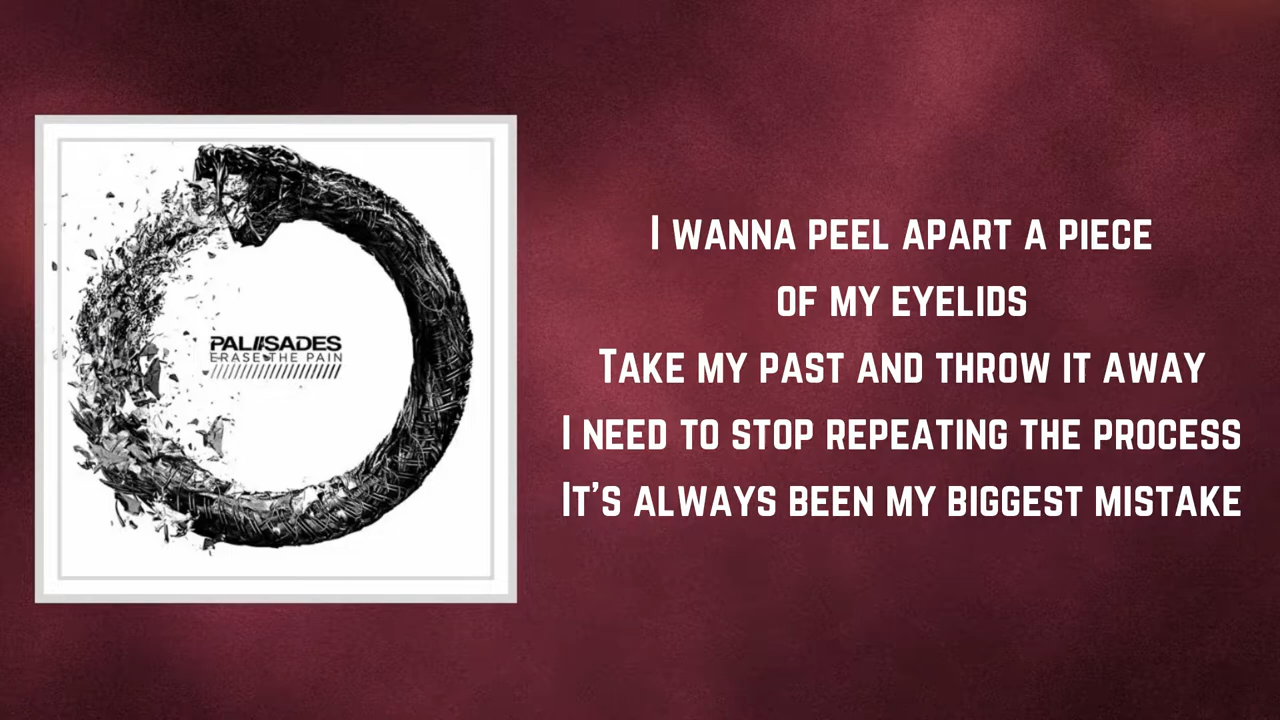 PALISADES
ERASE THE PAIN
I WANNA PEEL APART A PIECE
OF MY EYELIDS
TAKE MY PAST AND THROW IT AWAY
I NEED TO STOP REPEATING THE PROCESS
IT'S ALWAYS BEEN MY BIGGEST MISTAKE